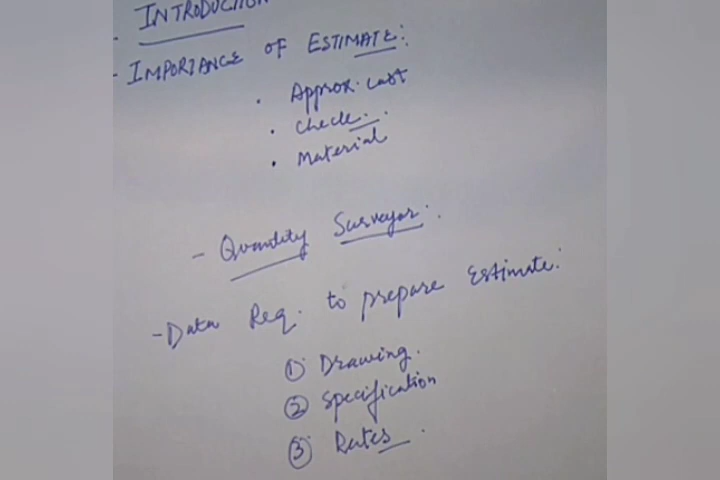 - INTRODUCTION
- IMPORTANCE OF ESTIMATE:
• Approx. cost
• Check.
• Material
- Quantity Surveyor:
- Data Req. to prepare Estimate:
① Drawing.
② Specification
③ Rates.